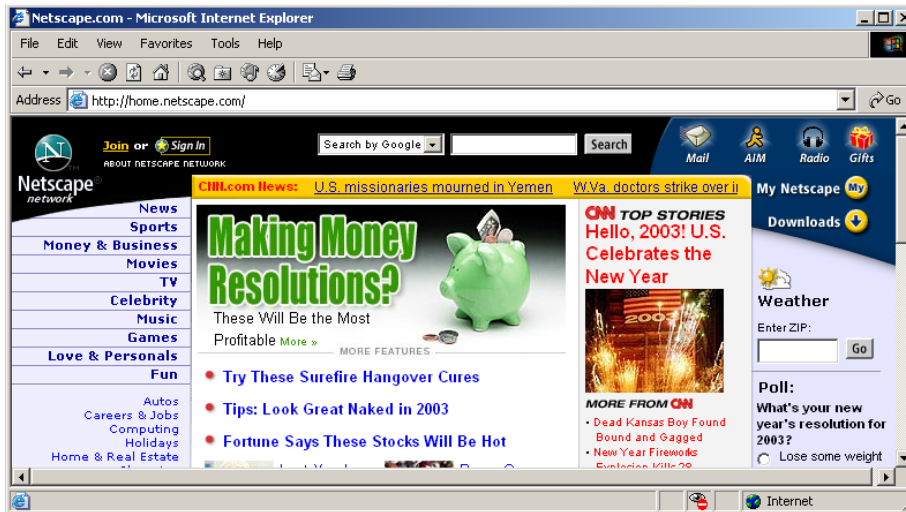 Netscape.com - Microsoft Internet Explorer
File Edit View Favorites Tools Help
Address http://home.netscape.com/ Go
Join or Sign In
ABOUT NETSCAPE NETWORK
Search by Google Search
Mail AIM Radio Gifts
N
Netscape®
network
CNN.com News: U.S. missionaries mourned in Yemen W.Va. doctors strike over
My Netscape My
Downloads
News
Sports
Money & Business
Movies
TV
Celebrity
Music
Games
Love & Personals
Fun
Autos
Careers & Jobs
Computing
Holidays
Home & Real Estate
Making Money
Resolutions?
These Will Be the Most
Profitable More »
MORE FEATURES
Try These Surefire Hangover Cures
Tips: Look Great Naked in 2003
Fortune Says These Stocks Will Be Hot
CNN TOP STORIES
Hello, 2003! U.S.
Celebrates the
New Year
2003
MORE FROM CNN
• Dead Kansas Boy Found
Bound and Gagged
• New Year Fireworks
Explosion Kills 28
Weather
Enter ZIP:
Go
Poll:
What's your new
year's resolution for
2003?
Lose some weight
Internet